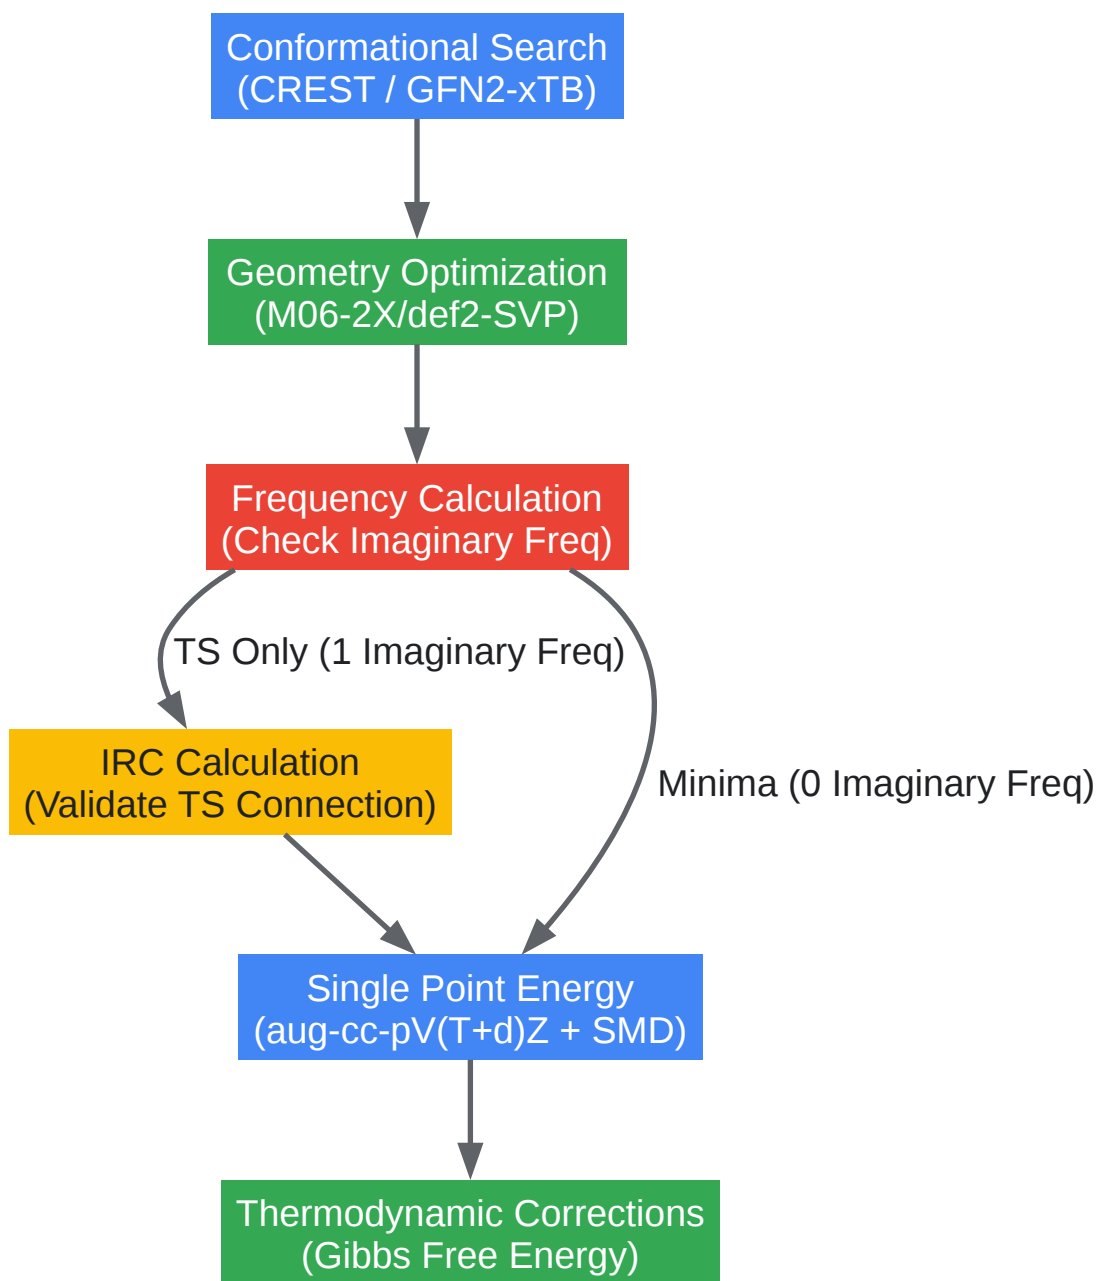 Conformational Search
(CREST / GFN2-xTB)
Geometry Optimization
(M06-2X/def2-SVP)
Frequency Calculation
(Check Imaginary Freq)
TS Only (1 Imaginary Freq)
IRC Calculation
(Validate TS Connection)
Minima (0 Imaginary Freq)
Single Point Energy
(aug-cc-pV(T+d)Z + SMD)
Thermodynamic Corrections
(Gibbs Free Energy)